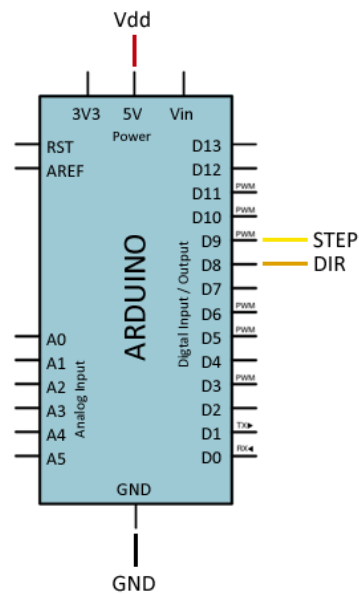 Vdd
3V3 5V Vin
Power
RST D13
AREF D12
PWM
D11
PWM
D10
PWM
D9 STEP
D8 DIR
D7
PWM
D6
PWM
A0 D5
A1 D4
PWM
A2 D3
A3 D2
TX▶
A4 D1
RX◀
A5 D0
ARDUINO
Digtal Input / Output
Analog Input
GND
GND